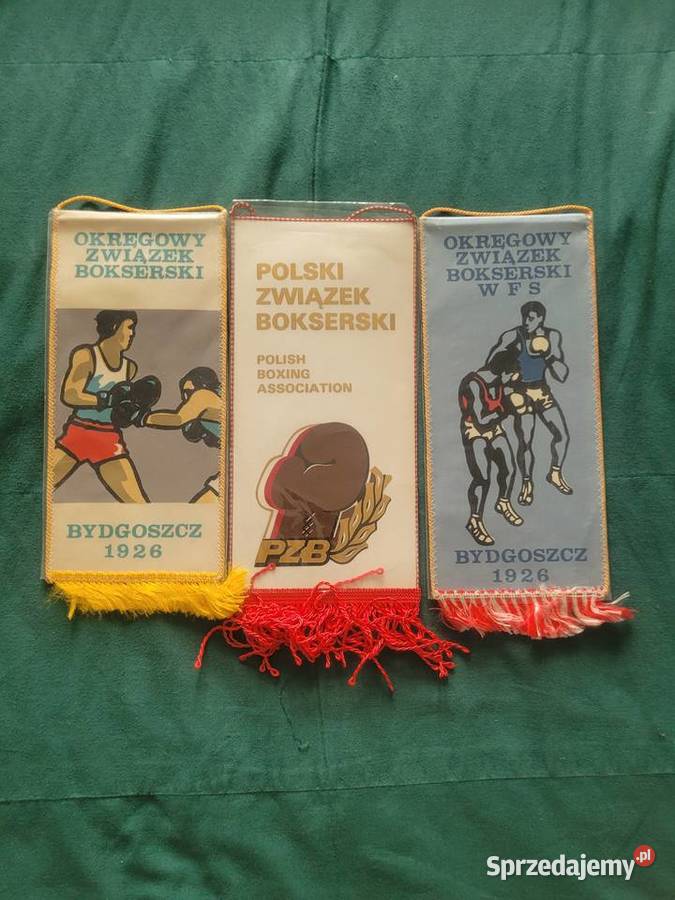 OKRĘGOWY
ZWIĄZEK
BOKSERSKI
BYDGOSZCZ
1926
POLSKI
ZWIĄZEK
BOKSERSKI
POLISH
BOXING
ASSOCIATION
PZB
OKRĘGOWY
ZWIĄZEK
BOKSERSKI
W F S
BYDGOSZCZ
1926
Sprzedajemy.pl